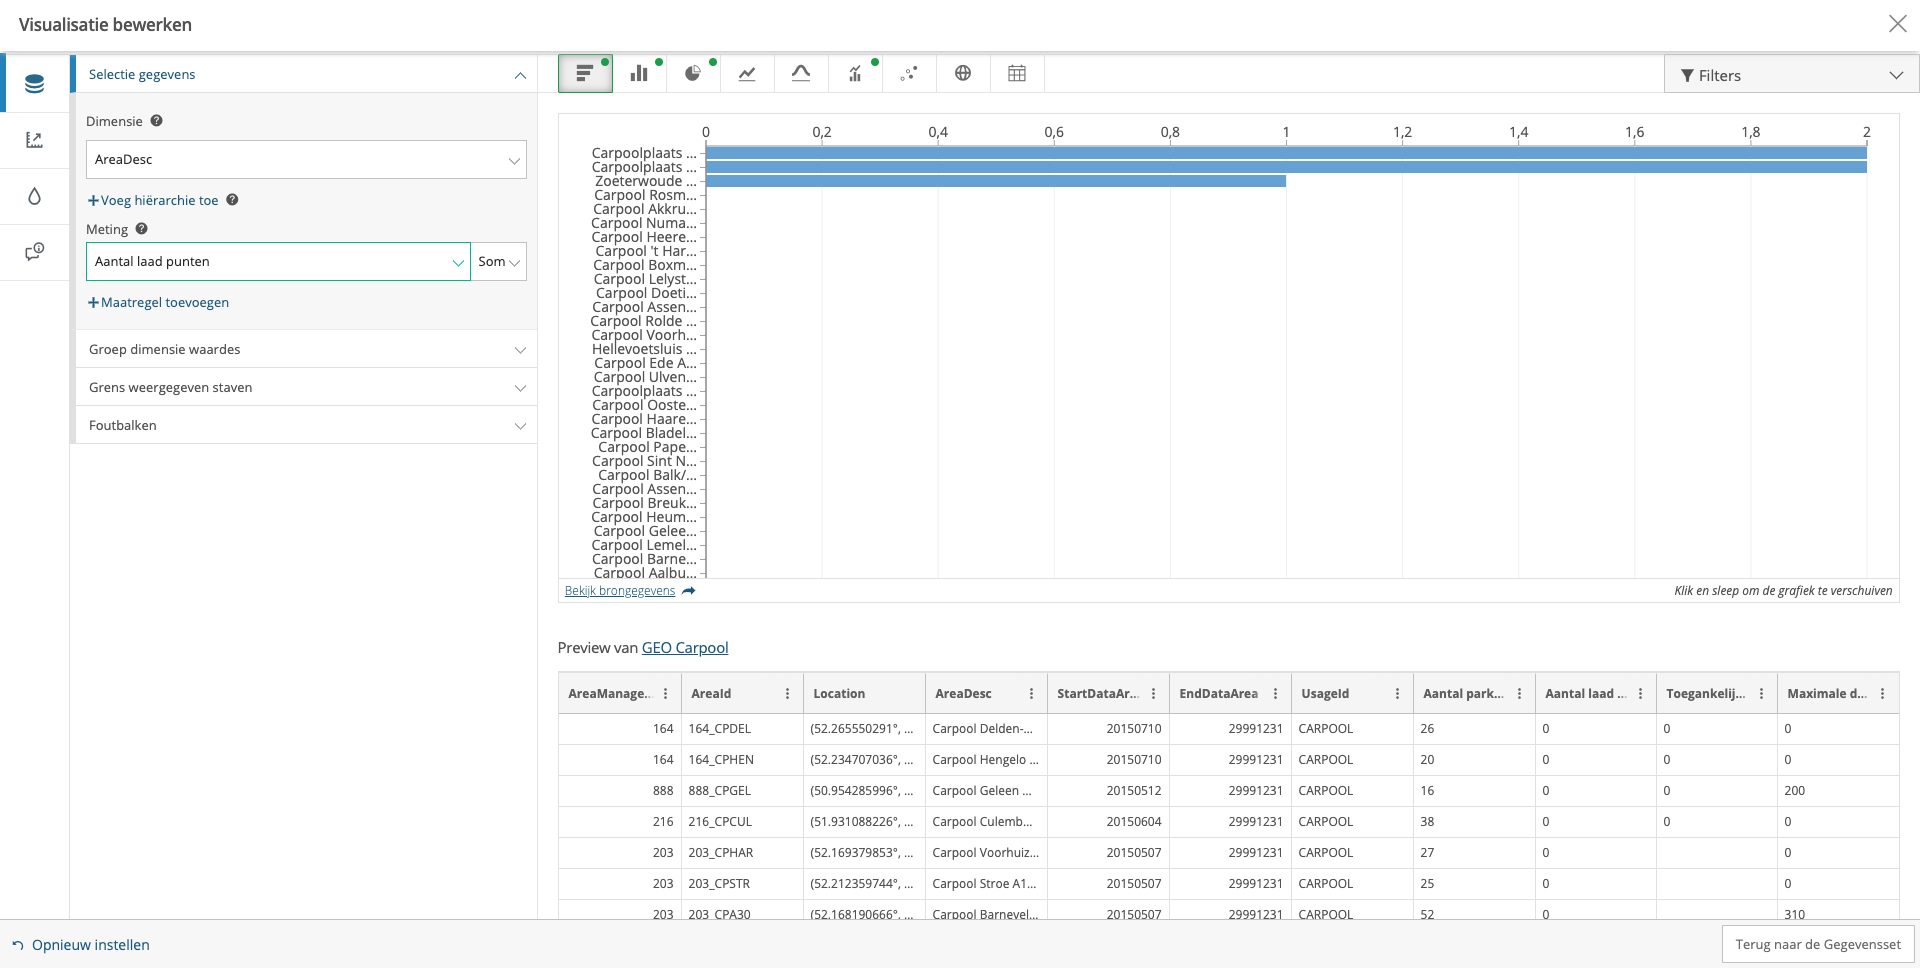 Visualisatie bewerken
Selectie gegevens
Dimensie
AreaDesc
Voeg hiërarchie toe
Meting
Aantal laad punten
Som
Maatregel toevoegen
Groep dimensie waardes
Grens weergegeven staven
Foutbalken
Filters
0 0,2 0,4 0,6 0,8 1 1,2 1,4 1,6 1,8 2
Carpoolplaats ...
Carpoolplaats ...
Zoeterwoude ...
Carpool Rosm...
Carpool Akkru...
Carpool Numa...
Carpool Heere...
Carpool 't Har...
Carpool Boxm...
Carpool Lelyst...
Carpool Doeti...
Carpool Assen...
Carpool Rolde ...
Carpool Voorh...
Hellevoetsluis ...
Carpool Ede A...
Carpool Ulven...
Carpoolplaats ...
Carpool Ooste...
Carpool Haare...
Carpool Bladel...
Carpool Pape...
Carpool Sint N...
Carpool Balk/...
Carpool Assen...
Carpool Breuk...
Carpool Heum...
Carpool Gelee...
Carpool Lemel...
Carpool Barne...
Carpool Aalbu...
Bekijk brongegevens
Klik en sleep om de grafiek te verschuiven
Preview van GEO Carpool
AreaManage... AreaId Location AreaDesc StartDataAr... EndDataArea UsageId Aantal park... Aantal laad ... Toegankelij... Maximale d...
164 164_CPDEL (52.265550291°, ... Carpool Delden-... 20150710 29991231 CARPOOL 26 0 0 0
164 164_CPHEN (52.234707036°, ... Carpool Hengelo ... 20150710 29991231 CARPOOL 20 0 0 0
888 888_CPGEL (50.954285996°, ... Carpool Geleen ... 20150512 29991231 CARPOOL 16 0 0 200
216 216_CPCUL (51.931088226°, ... Carpool Culemb... 20150604 29991231 CARPOOL 38 0 0 0
203 203_CPHAR (52.169379853°, ... Carpool Voorhuiz... 20150507 29991231 CARPOOL 27 0 0
203 203_CPSTR (52.212359744°, ... Carpool Stroe A1... 20150507 29991231 CARPOOL 25 0 0
203 203_CPA30 (52.168190666°, ... Carpool Barnevel... 20150507 29991231 CARPOOL 52 0 310
Opnieuw instellen
Terug naar de Gegevensset